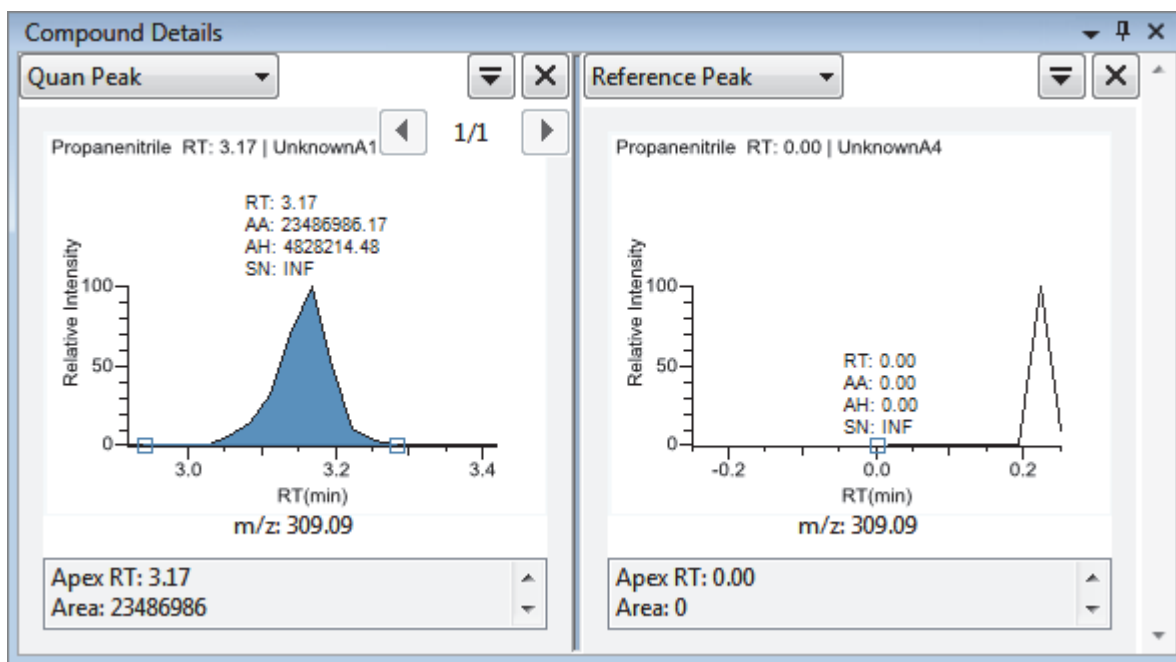 Compound Details
Quan Peak
1/1
Propanenitrile RT: 3.17 | UnknownA1
RT: 3.17
AA: 23486986.17
AH: 4828214.48
SN: INF
Relative Intensity
100
50
0
3.0 3.2 3.4
RT(min)
m/z: 309.09
Apex RT: 3.17
Area: 23486986
Reference Peak
Propanenitrile RT: 0.00 | UnknownA4
Relative Intensity
100
50
0
RT: 0.00
AA: 0.00
AH: 0.00
SN: INF
-0.2 0.0 0.2
RT(min)
m/z: 309.09
Apex RT: 0.00
Area: 0